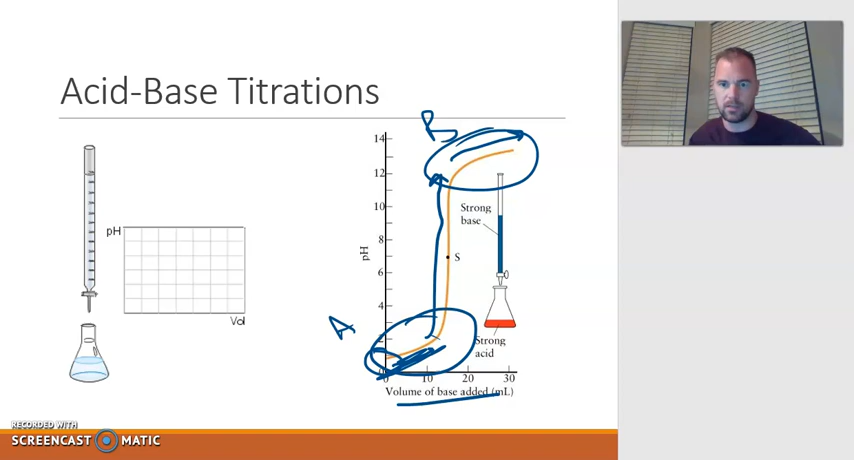 Acid-Base Titrations
B
14
12
10
8
6
4
2
0
pH
Strong
base
S
Strong
acid
A
10
20
30
Volume of base added (mL)
pH
Vol
RECORDED WITH
SCREENCAST MATIC